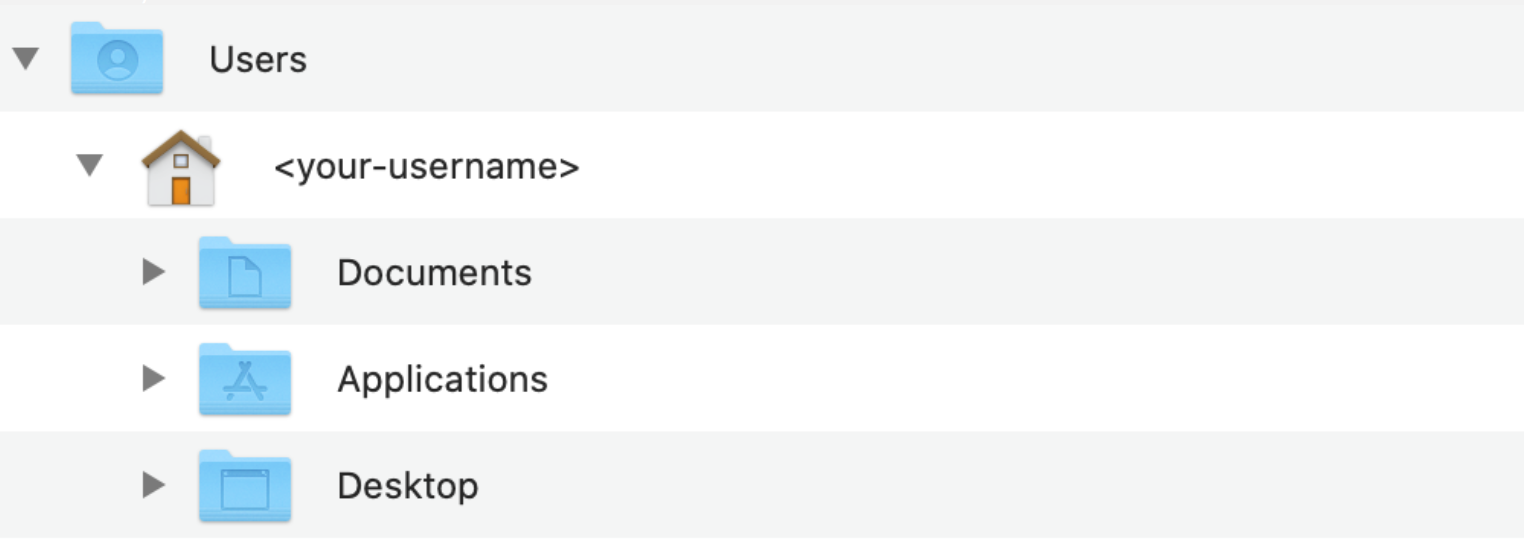 Users
<your-username>
Documents
Applications
Desktop